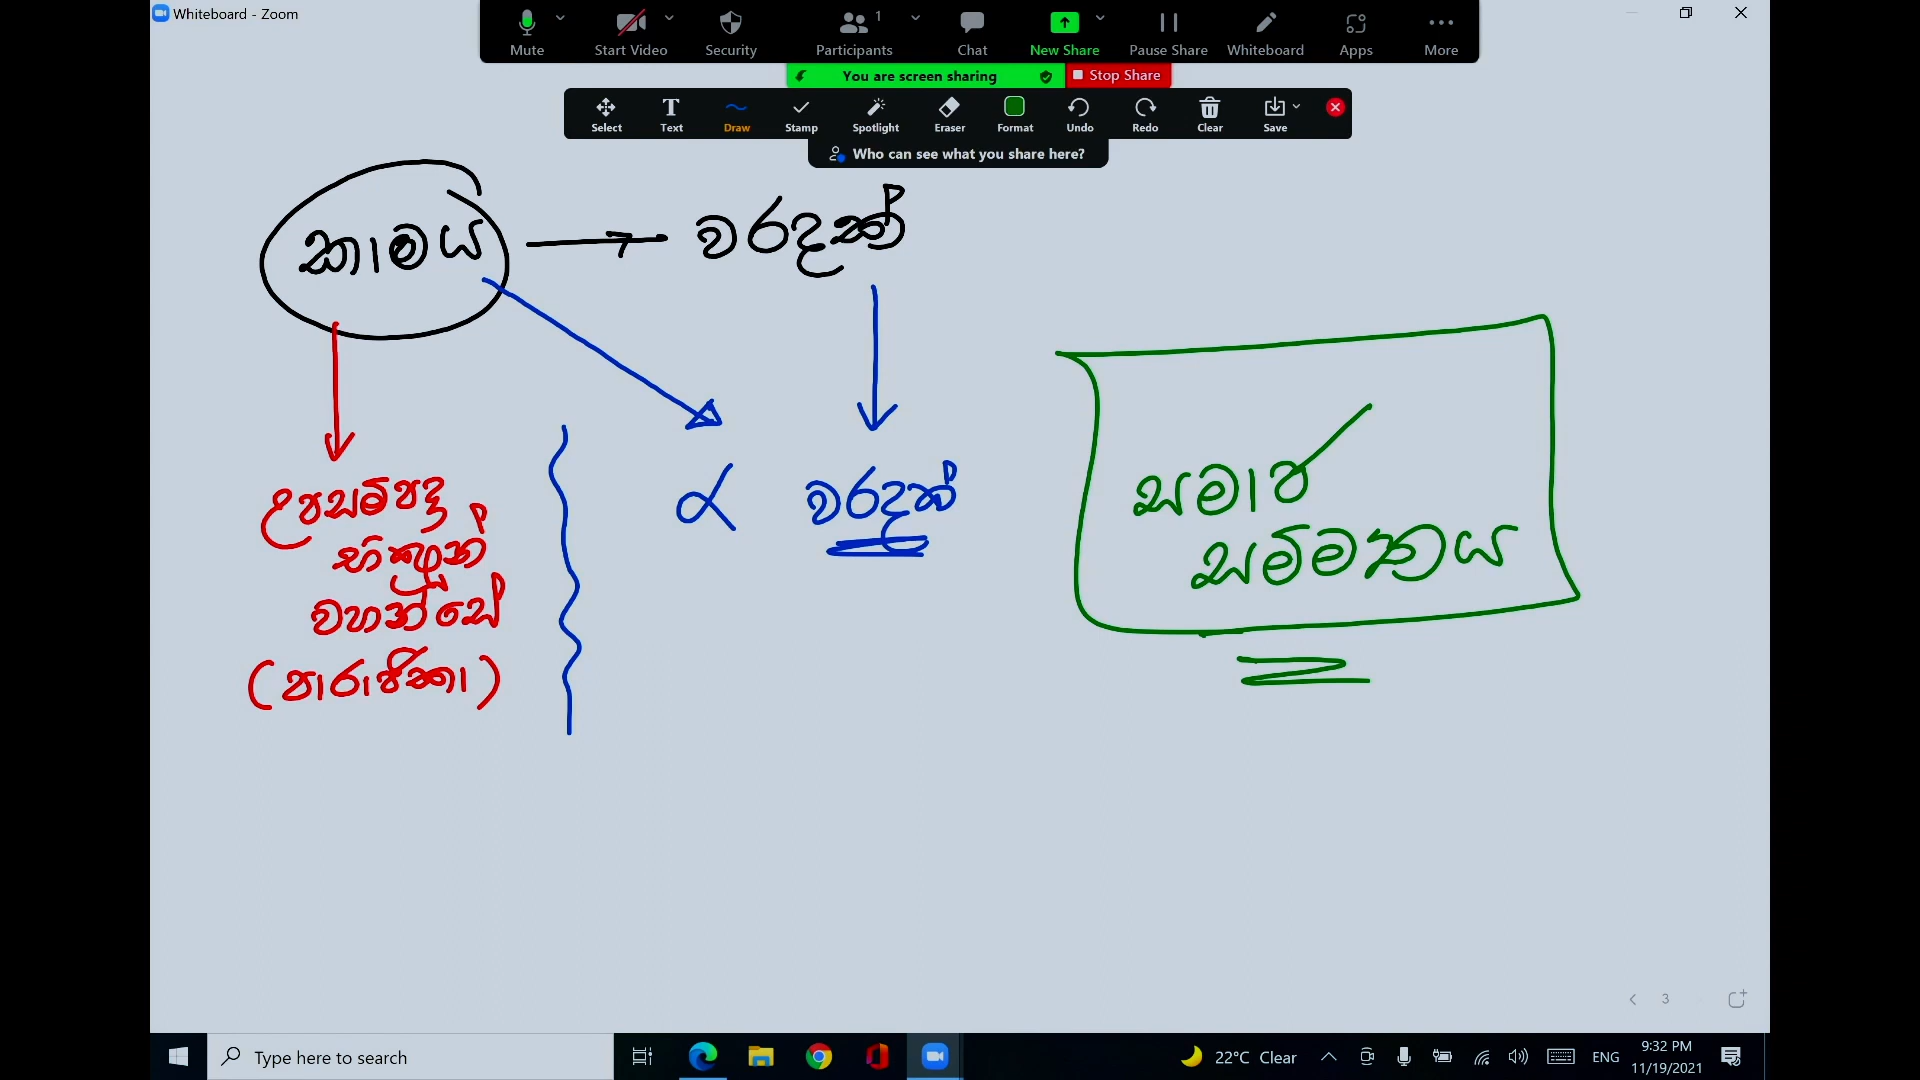 Whiteboard - Zoom
Mute
Start Video
Security
Participants 1
Chat
New Share
Pause Share
Whiteboard
Apps
More
You are screen sharing
Stop Share
Select
Text
Draw
Stamp
Spotlight
Eraser
Format
Undo
Redo
Clear
Save
Who can see what you share here?
කාමය → වරදක්
උපසම්පදා
භික්ෂූන්
වහන්සේ
(පාරාජිකා)
∝ වරදක්
සමාජ
සම්මතය
3
Type here to search
22°C Clear
ENG
9:32 PM
11/19/2021